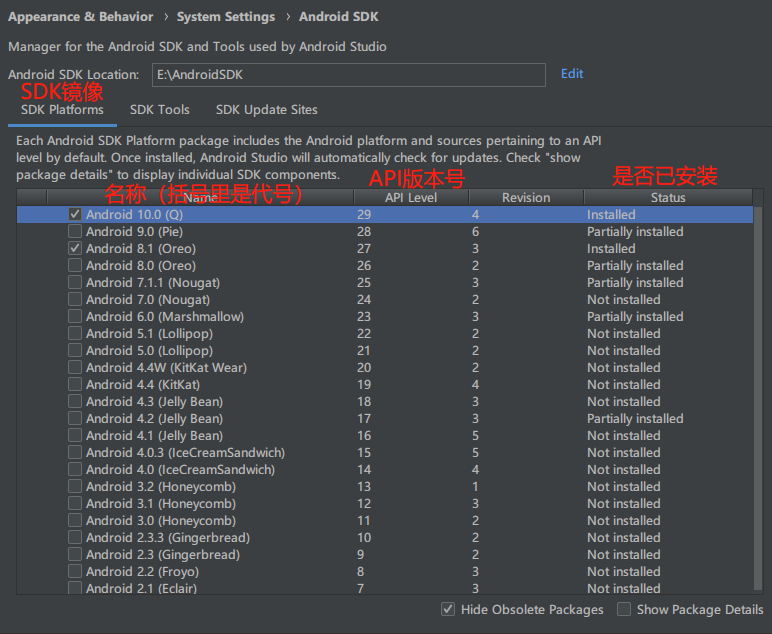 Appearance & Behavior › System Settings › Android SDK
Manager for the Android SDK and Tools used by Android Studio
Android SDK Location: E:\AndroidSDK Edit
SDK镜像
SDK Platforms SDK Tools SDK Update Sites
Each Android SDK Platform package includes the Android platform and sources pertaining to an API
level by default. Once installed, Android Studio will automatically check for updates. Check "show
package details" to display individual SDK components.
名称（括号里是代号） API版本号 是否已安装
Name API Level Revision Status
Android 10.0 (Q) 29 4 Installed
Android 9.0 (Pie) 28 6 Partially installed
Android 8.1 (Oreo) 27 3 Installed
Android 8.0 (Oreo) 26 2 Partially installed
Android 7.1.1 (Nougat) 25 3 Partially installed
Android 7.0 (Nougat) 24 2 Not installed
Android 6.0 (Marshmallow) 23 3 Partially installed
Android 5.1 (Lollipop) 22 2 Not installed
Android 5.0 (Lollipop) 21 2 Not installed
Android 4.4W (KitKat Wear) 20 2 Not installed
Android 4.4 (KitKat) 19 4 Not installed
Android 4.3 (Jelly Bean) 18 3 Not installed
Android 4.2 (Jelly Bean) 17 3 Partially installed
Android 4.1 (Jelly Bean) 16 5 Not installed
Android 4.0.3 (IceCreamSandwich) 15 5 Not installed
Android 4.0 (IceCreamSandwich) 14 4 Not installed
Android 3.2 (Honeycomb) 13 1 Not installed
Android 3.1 (Honeycomb) 12 3 Not installed
Android 3.0 (Honeycomb) 11 2 Not installed
Android 2.3.3 (Gingerbread) 10 2 Not installed
Android 2.3 (Gingerbread) 9 2 Not installed
Android 2.2 (Froyo) 8 3 Not installed
Android 2.1 (Eclair) 7 3 Not installed
Hide Obsolete Packages Show Package Details